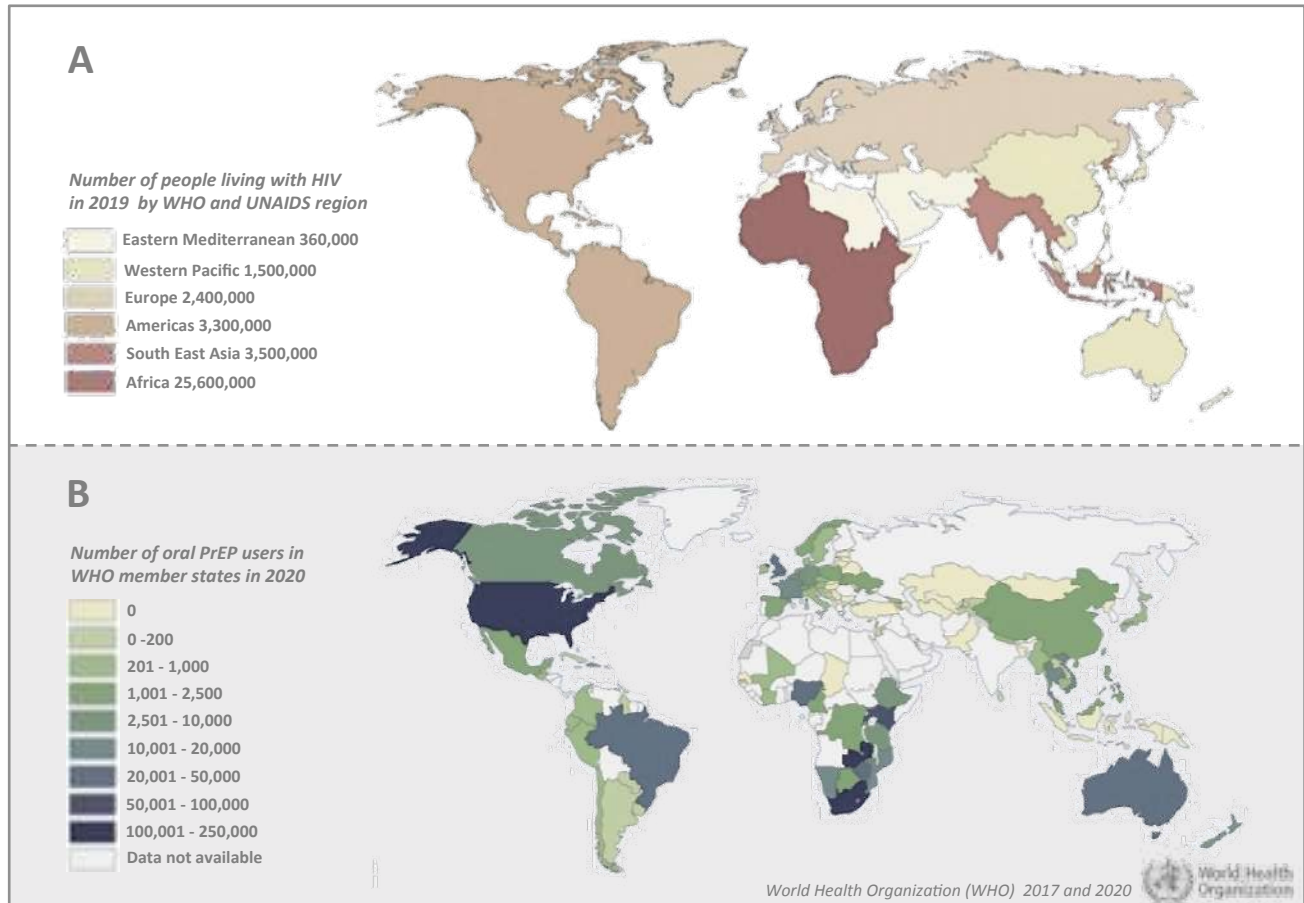 A
Number of people living with HIV
in 2019 by WHO and UNAIDS region
Eastern Mediterranean 360,000
Western Pacific 1,500,000
Europe 2,400,000
Americas 3,300,000
South East Asia 3,500,000
Africa 25,600,000
B
Number of oral PrEP users in
WHO member states in 2020
0
0 -200
201 - 1,000
1,001 - 2,500
2,501 - 10,000
10,001 - 20,000
20,001 - 50,000
50,001 - 100,000
100,001 - 250,000
Data not available
World Health Organization (WHO) 2017 and 2020
World Health
Organization